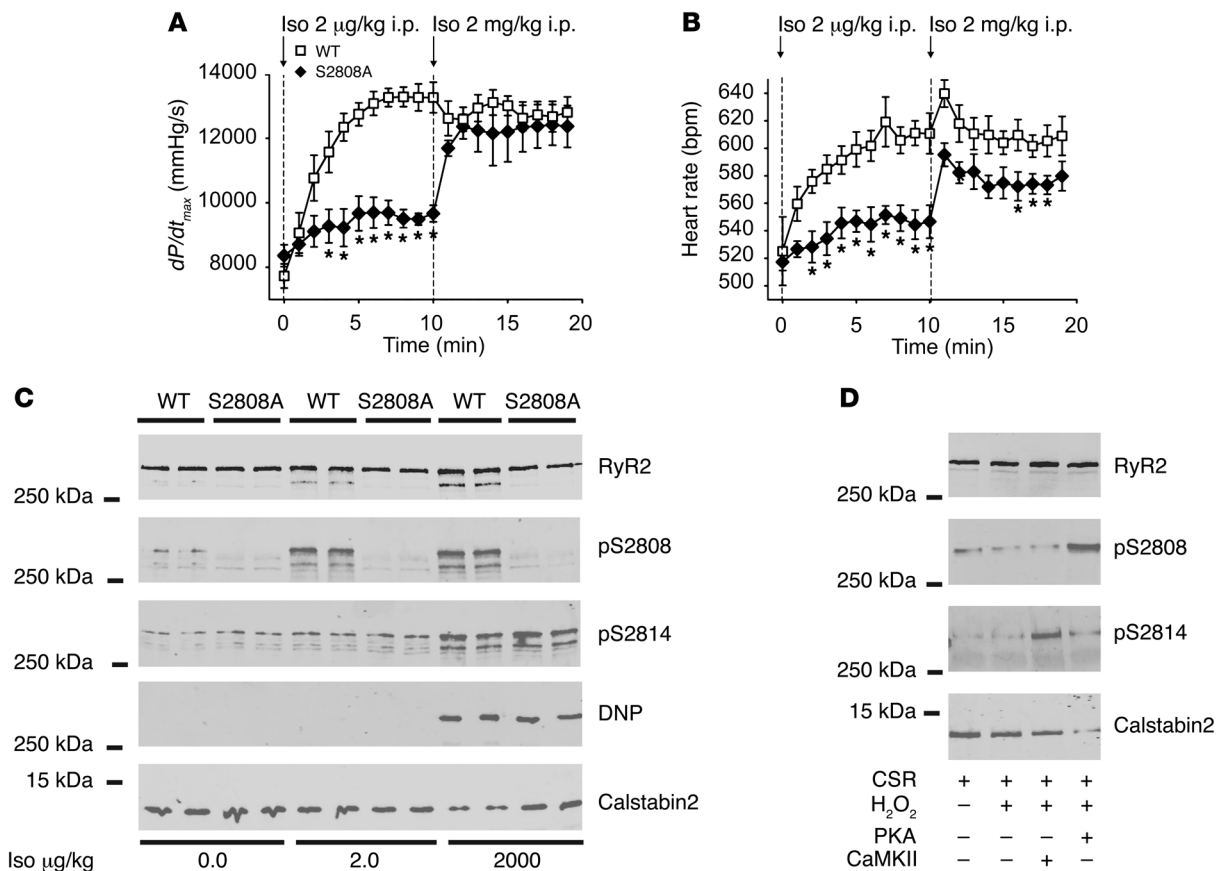 A
Iso 2 μg/kg i.p.
Iso 2 mg/kg i.p.
WT
S2808A
14000
12000
10000
8000
dP/dtmax (mmHg/s)
0 5 10 15 20
Time (min)
* * * * * * * *
B
Iso 2 μg/kg i.p.
Iso 2 mg/kg i.p.
640
620
600
580
560
540
520
500
Heart rate (bpm)
0 5 10 15 20
Time (min)
* * * * * * * * * * * *
C
WT S2808A WT S2808A WT S2808A
RyR2
250 kDa
pS2808
250 kDa
pS2814
250 kDa
DNP
250 kDa
15 kDa
Calstabin2
Iso μg/kg 0.0 2.0 2000
D
RyR2
250 kDa
pS2808
250 kDa
pS2814
250 kDa
15 kDa
Calstabin2
CSR + + + +
H2O2 – + + +
PKA – – – +
CaMKII – – + –